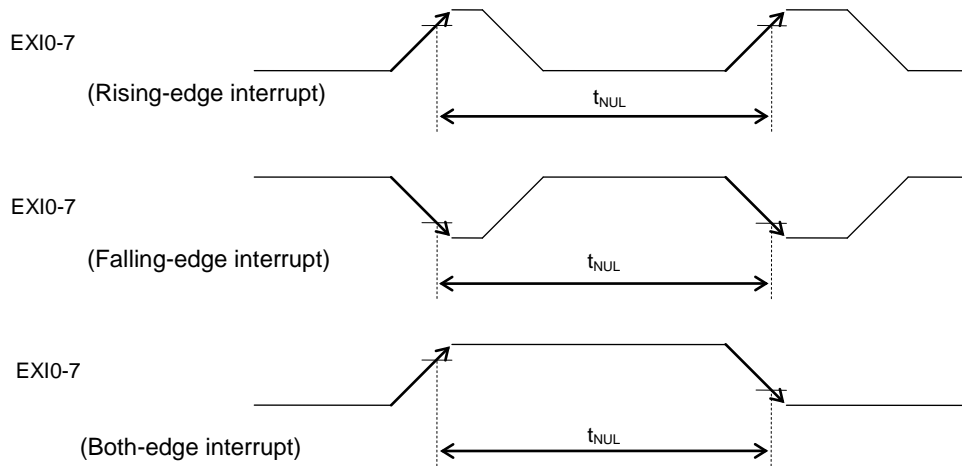 EXI0-7
(Rising-edge interrupt)
tNUL
EXI0-7
(Falling-edge interrupt)
tNUL
EXI0-7
(Both-edge interrupt)
tNUL